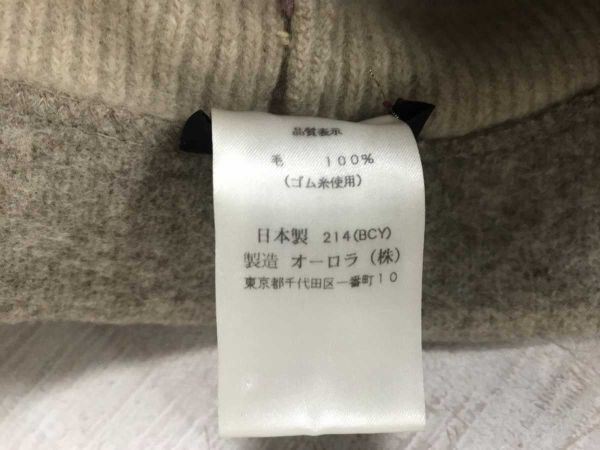 品質表示
毛 100%
(ゴム糸使用)
日本製 214(BCY)
製造 オーロラ(株)
東京都千代田区一番町10